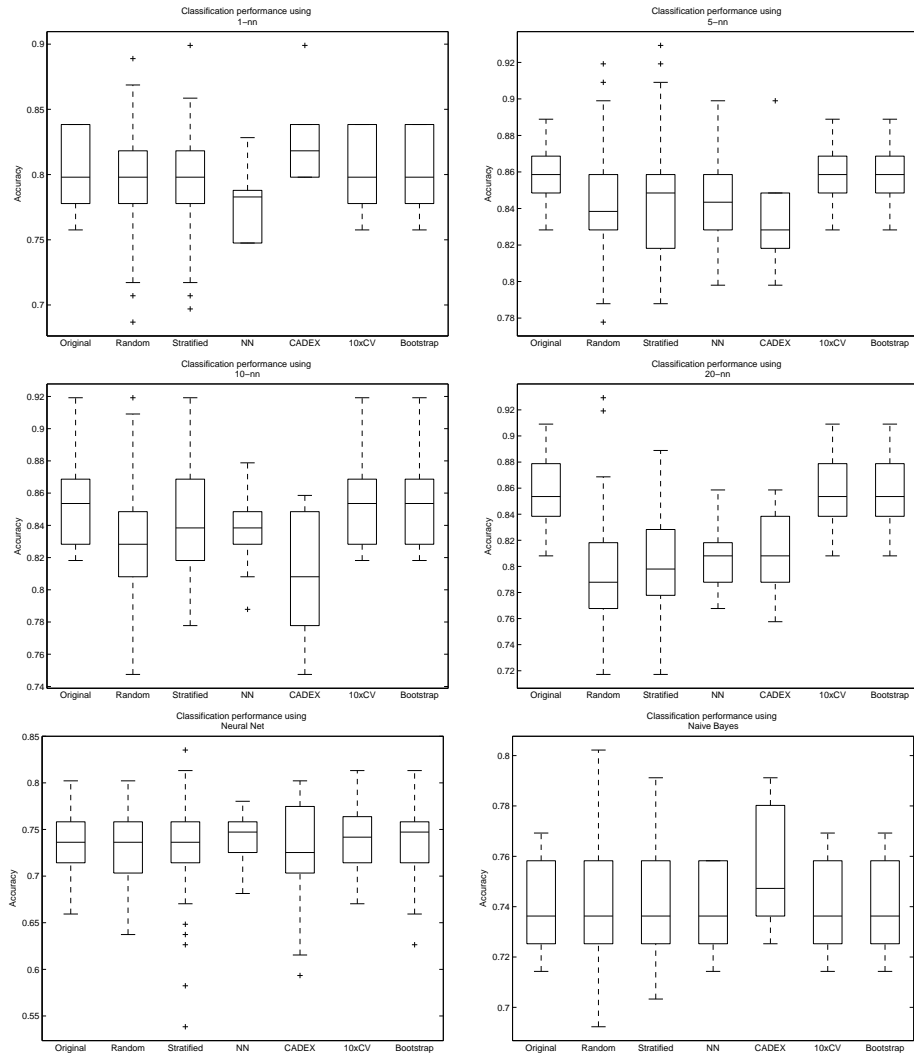 Classification performance using
1-nn
0.9
0.85
0.8
0.75
0.7
Accuracy
Original Random Stratified NN CADEX 10xCV Bootstrap
Classification performance using
5-nn
0.92
0.9
0.88
0.86
0.84
0.82
0.8
0.78
Accuracy
Original Random Stratified NN CADEX 10xCV Bootstrap
Classification performance using
10-nn
0.92
0.9
0.88
0.86
0.84
0.82
0.8
0.78
0.76
0.74
Accuracy
Original Random Stratified NN CADEX 10xCV Bootstrap
Classification performance using
20-nn
0.92
0.9
0.88
0.86
0.84
0.82
0.8
0.78
0.76
0.74
0.72
Accuracy
Original Random Stratified NN CADEX 10xCV Bootstrap
Classification performance using
Neural Net
0.85
0.8
0.75
0.7
0.65
0.6
0.55
Accuracy
Original Random Stratified NN CADEX 10xCV Bootstrap
Classification performance using
Naive Bayes
0.8
0.78
0.76
0.74
0.72
0.7
Accuracy
Original Random Stratified NN CADEX 10xCV Bootstrap